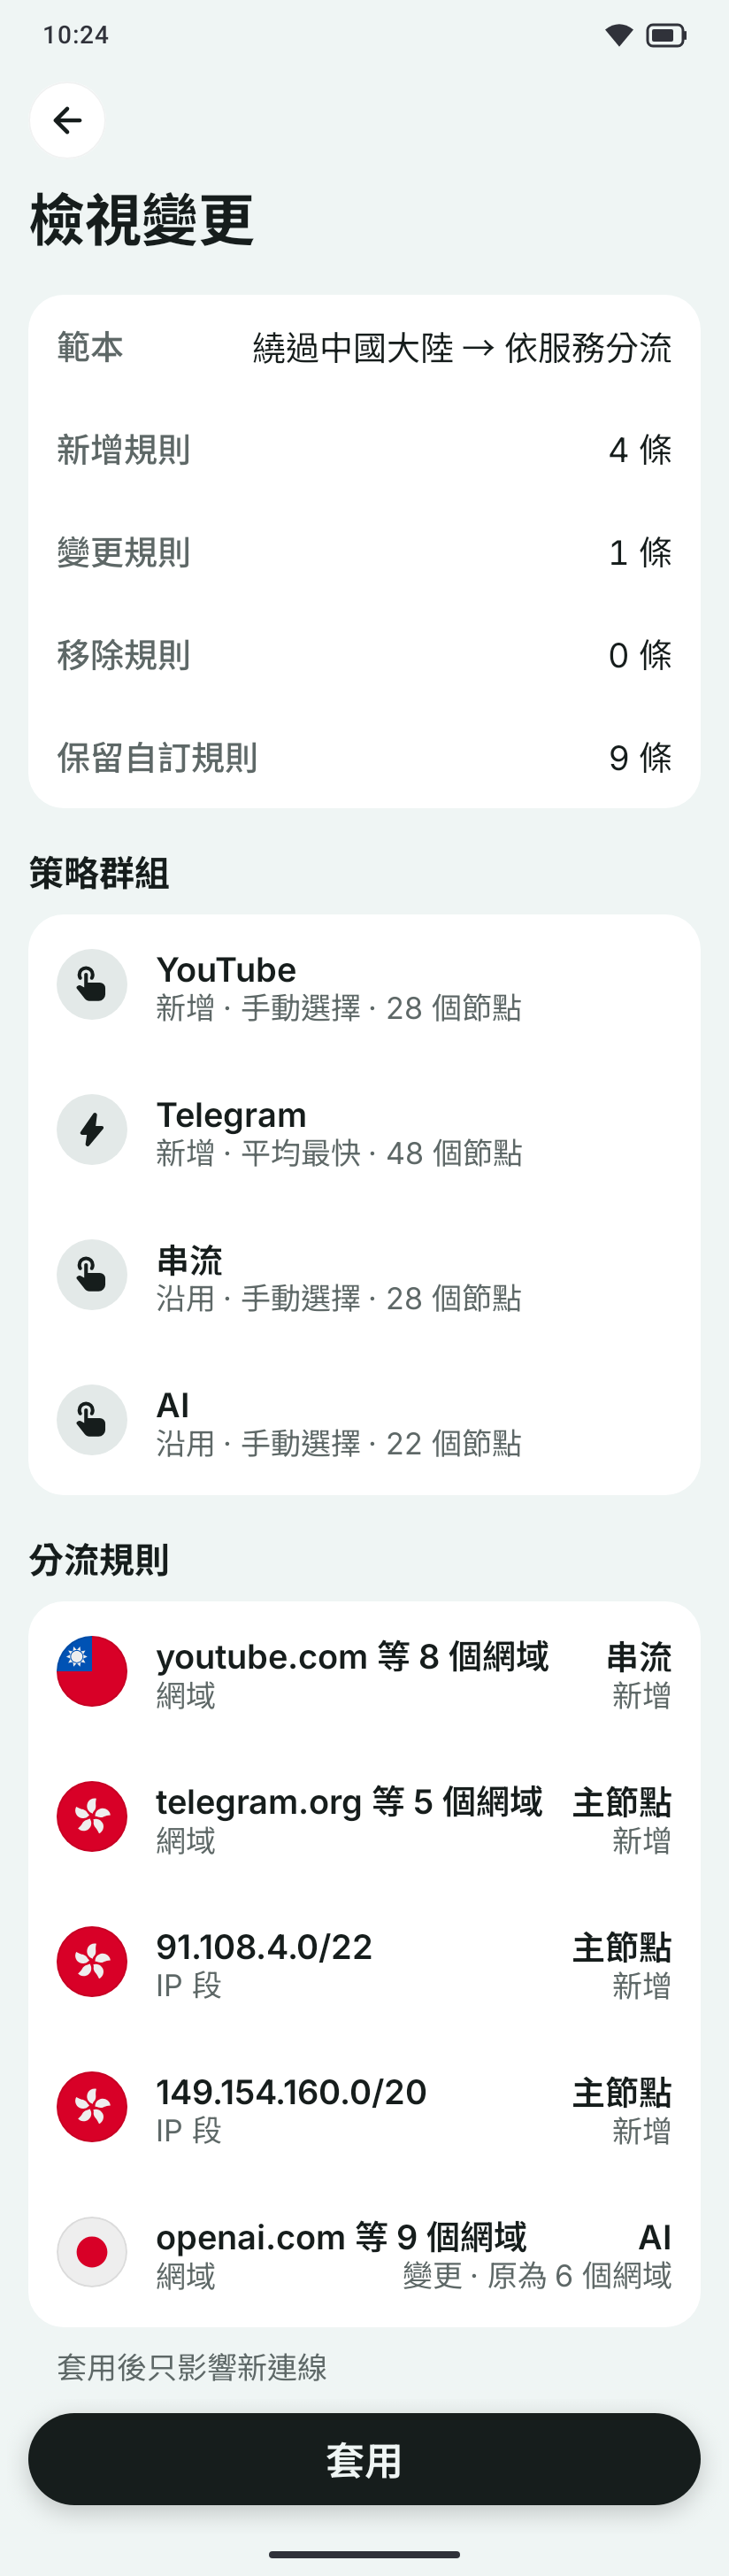 10:24
檢視變更
範本 繞過中國大陸 → 依服務分流
新增規則 4 條
變更規則 1 條
移除規則 0 條
保留自訂規則 9 條
策略群組
YouTube
新增 · 手動選擇 · 28 個節點
Telegram
新增 · 平均最快 · 48 個節點
串流
沿用 · 手動選擇 · 28 個節點
AI
沿用 · 手動選擇 · 22 個節點
分流規則
youtube.com 等 8 個網域 串流
網域 新增
telegram.org 等 5 個網域 主節點
網域 新增
91.108.4.0/22 主節點
IP 段 新增
149.154.160.0/20 主節點
IP 段 新增
openai.com 等 9 個網域 AI
網域 變更 · 原為 6 個網域
套用後只影響新連線
套用